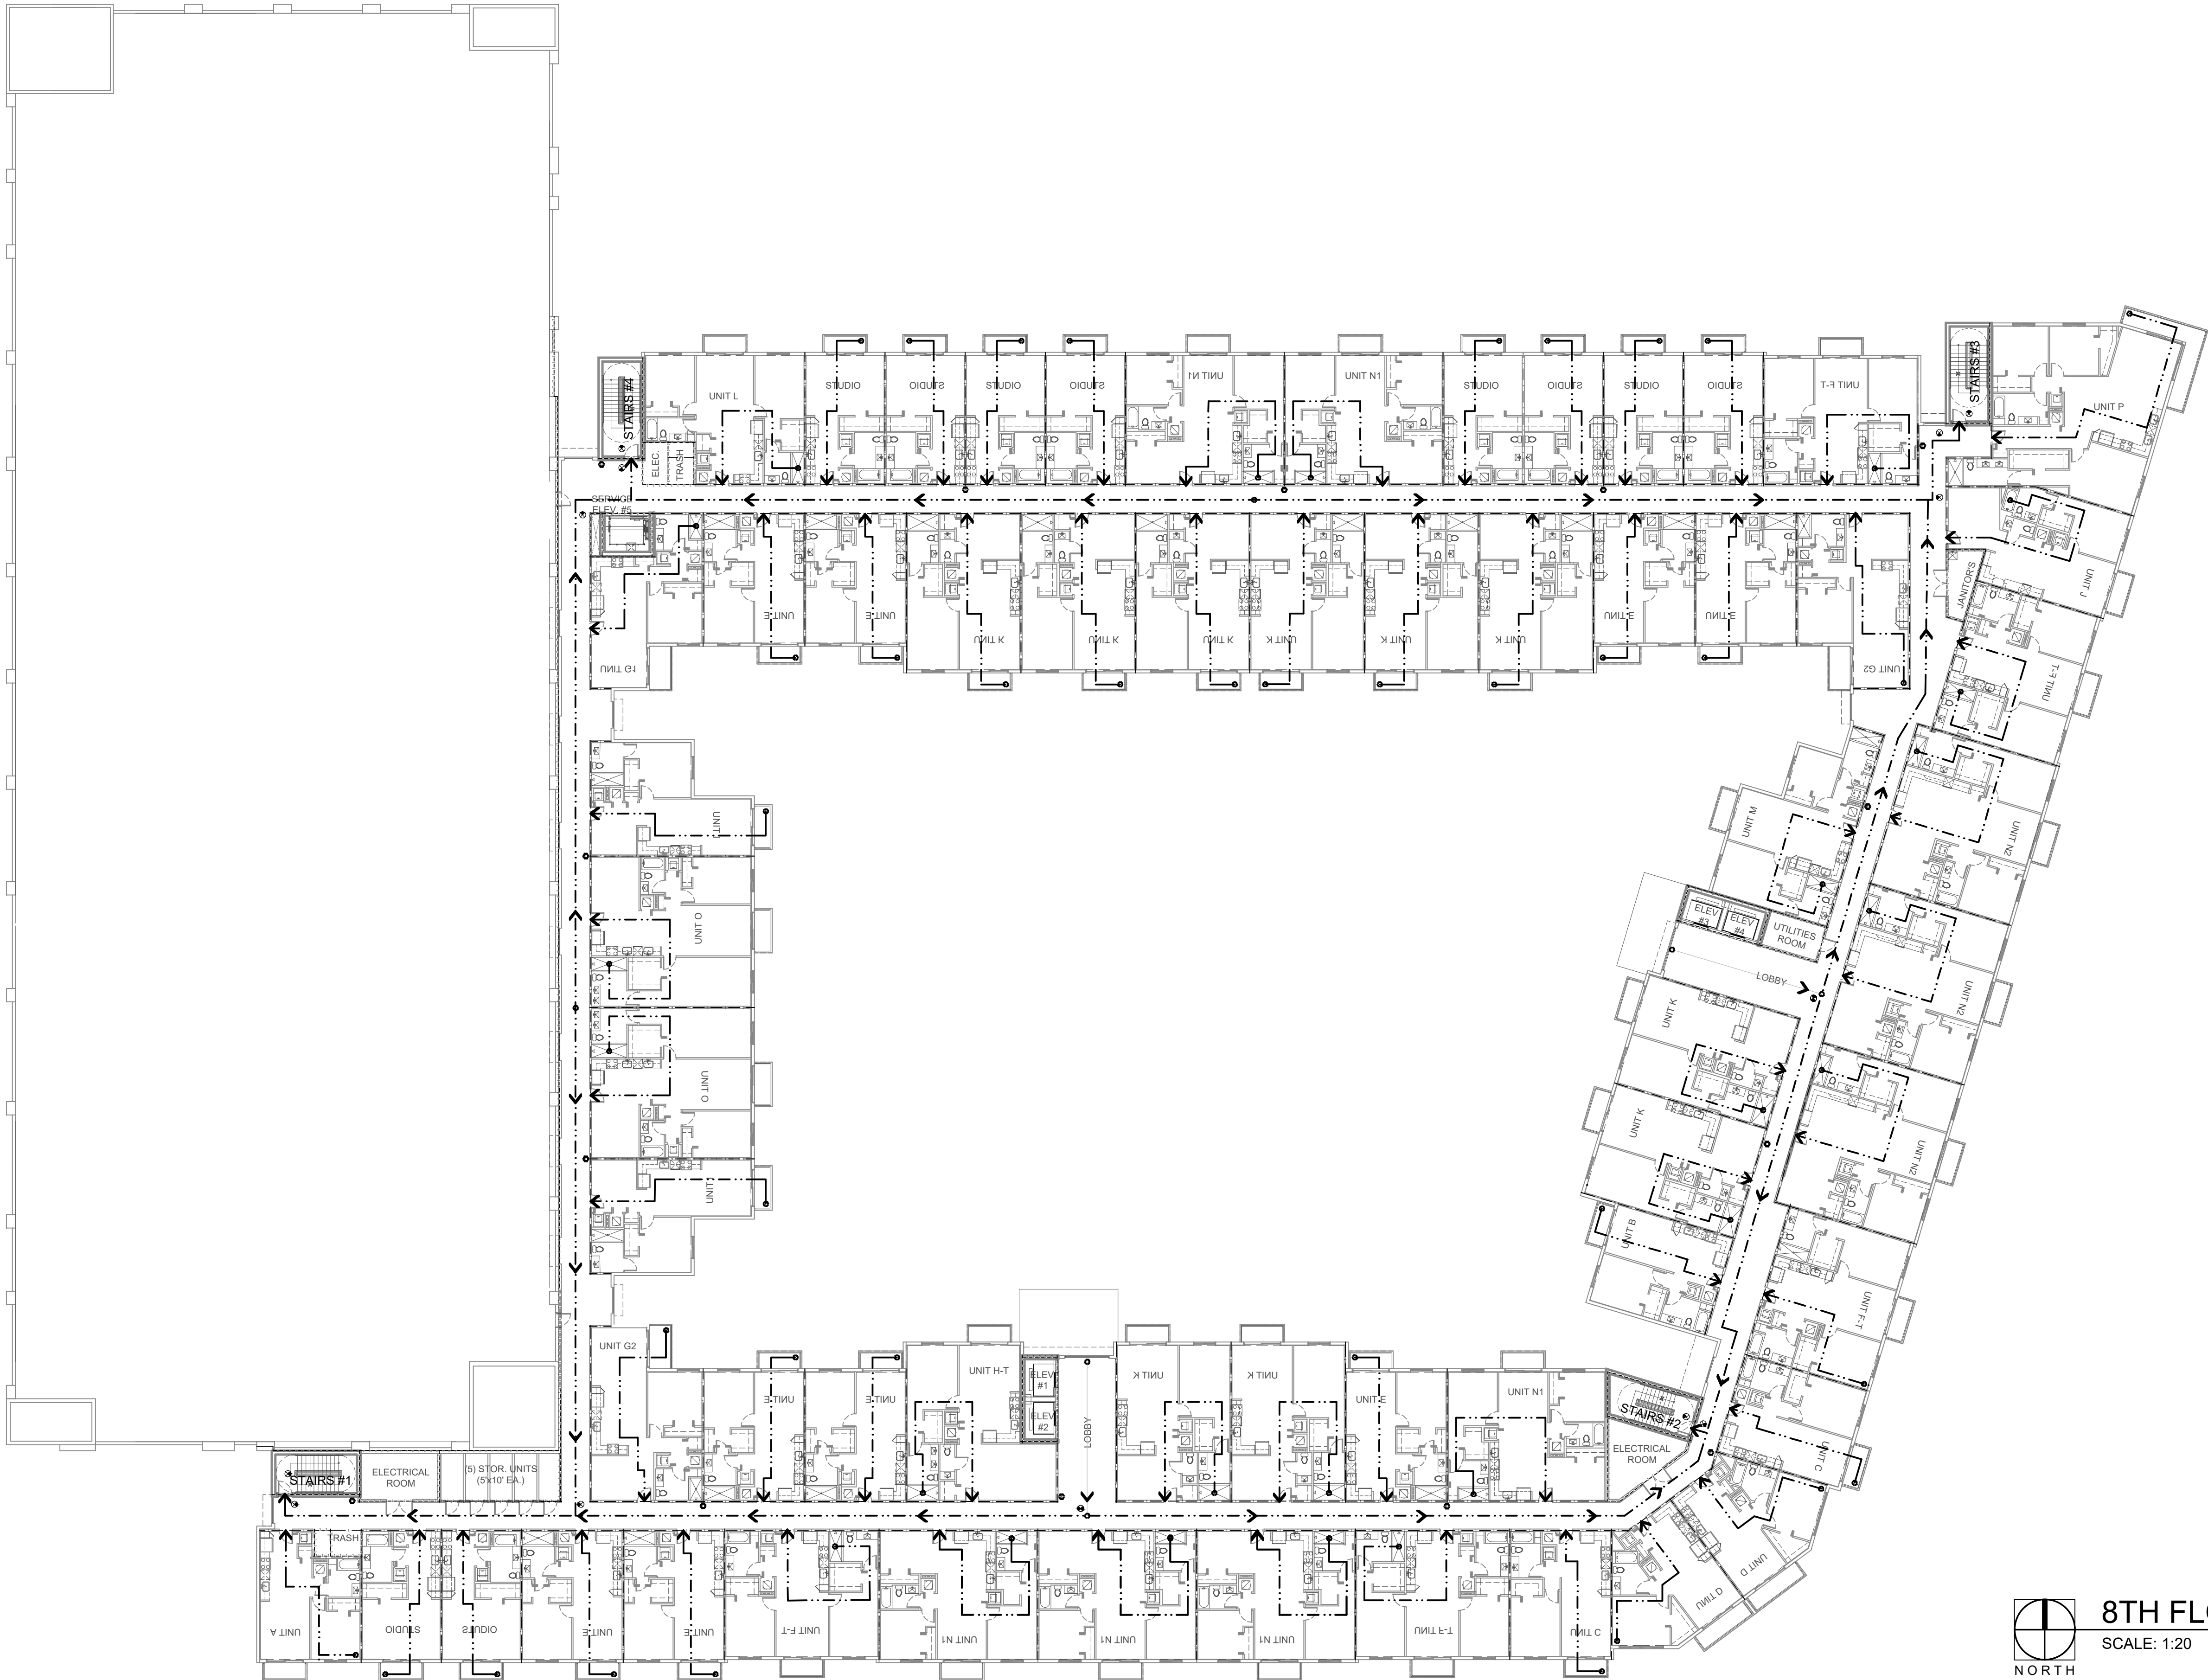 STAIRS #4
UNIT L
STUDIO
STUDIO
STUDIO
STUDIO
UNIT N1
UNIT N1
STUDIO
STUDIO
STUDIO
STUDIO
UNIT F-T
STAIRS #3
UNIT P
ELEC.
TRASH
SERVICE
ELEV. #5
UNIT G1
UNIT E
UNIT E
UNIT K
UNIT K
UNIT K
UNIT K
UNIT K
UNIT K
UNIT E
UNIT E
UNIT G2
JANITOR'S
UNIT J
UNIT F-T
UNIT J
UNIT M
UNIT N2
UNIT O
ELEV
#3
ELEV
#4
UTILITIES
ROOM
LOBBY
UNIT N2
UNIT K
UNIT O
UNIT K
UNIT N2
UNIT J
UNIT B
UNIT F-T
UNIT G2
UNIT E
UNIT E
UNIT H-T
ELEV
#1
ELEV
#2
LOBBY
UNIT K
UNIT K
UNIT E
UNIT N1
STAIRS #2
ELECTRICAL
ROOM
UNIT C
STAIRS #1
ELECTRICAL
ROOM
(5) STOR. UNITS
(5'x10' EA.)
TRASH
UNIT A
STUDIO
STUDIO
UNIT E
UNIT E
UNIT F-T
UNIT N1
UNIT N1
UNIT N1
UNIT F-T
UNIT C
UNIT D
UNIT D
8TH FLO
SCALE: 1:20
NORTH